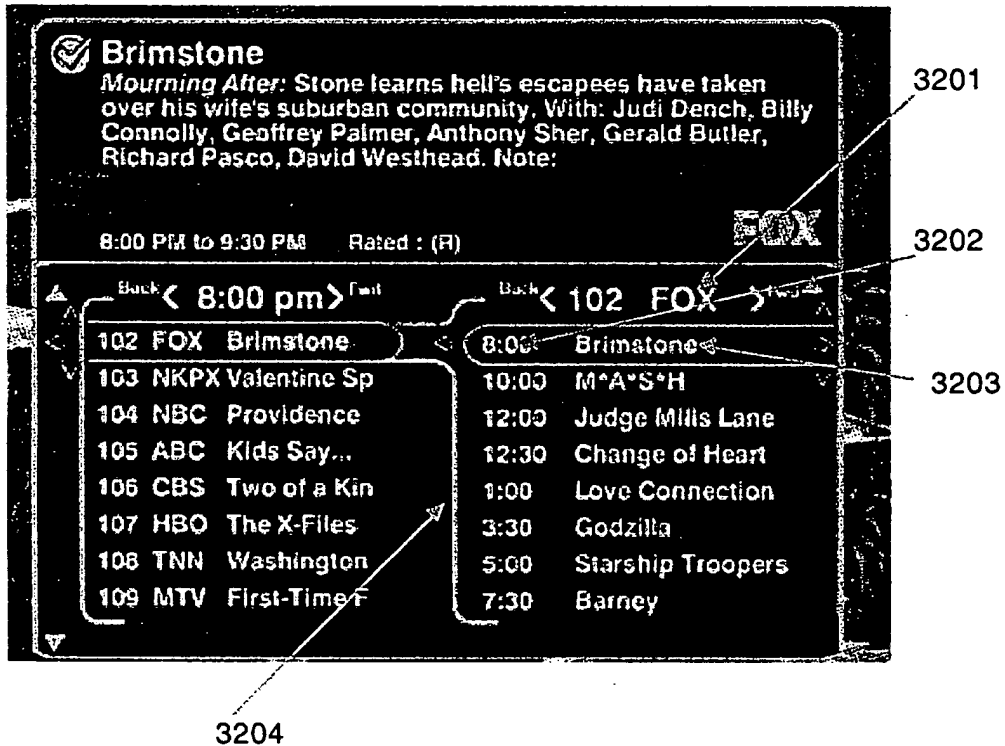 Brimstone
Mourning After: Stone learns hell's escapees have taken
over his wife's suburban community. With: Judi Dench, Billy
Connolly, Geoffrey Palmer, Anthony Sher, Gerald Butler,
Richard Pasco, David Westhead. Note:
8:00 PM to 9:30 PM Rated : (R)
FOX
Back < 8:00 pm > Fwd
102 FOX Brimstone
103 NKPX Valentine Sp
104 NBC Providence
105 ABC Kids Say...
106 CBS Two of a Kin
107 HBO The X-Files
108 TNN Washington
109 MTV First-Time F
Back < 102 FOX > Fwd
8:00 Brimstone
10:00 M*A*S*H
12:00 Judge Mills Lane
12:30 Change of Heart
1:00 Love Connection
3:30 Godzilla
5:00 Starship Troopers
7:30 Barney
3201
3202
3203
3204